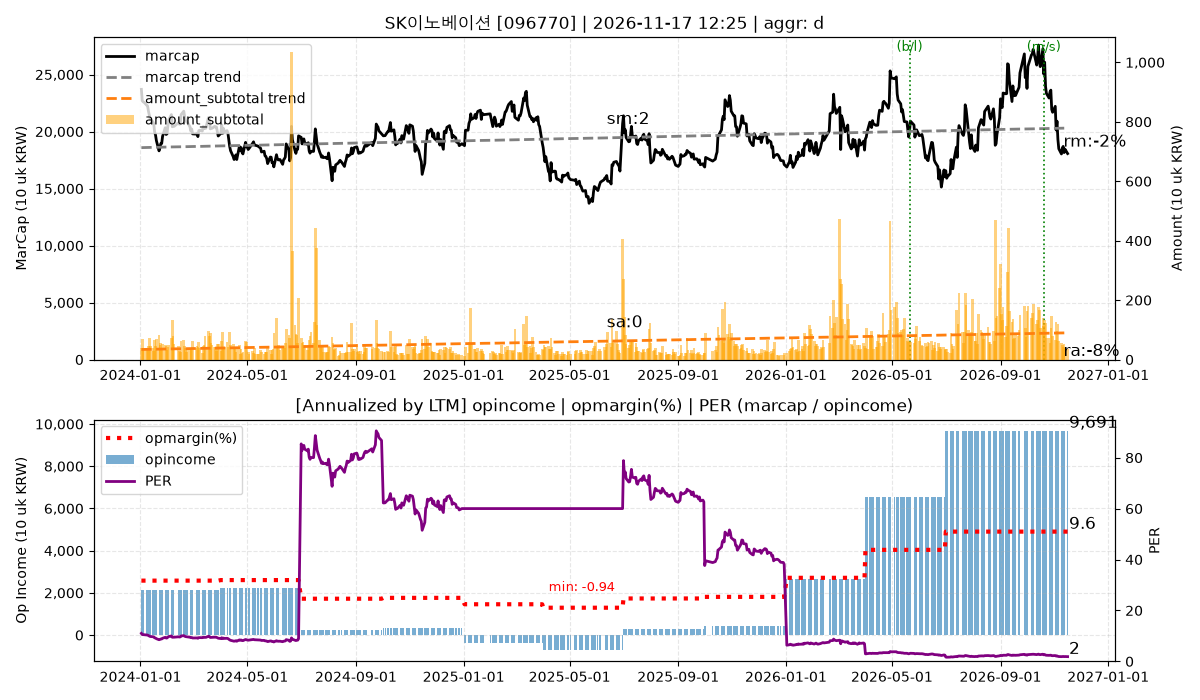 SK이노베이션 [096770] | 2026-11-17 12:25 | aggr: d
(b/l)
(m/s)
marcap
marcap trend
amount_subtotal trend
amount_subtotal
25,000
20,000
15,000
10,000
5,000
0
MarCap (10 uk KRW)
1,000
800
600
400
200
0
Amount (10 uk KRW)
sm:2
rm:-2%
sa:0
ra:-8%
2024-01-01
2024-05-01
2024-09-01
2025-01-01
2025-05-01
2025-09-01
2026-01-01
2026-05-01
2026-09-01
2027-01-01
[Annualized by LTM] opincome | opmargin(%) | PER (marcap / opincome)
opmargin(%)
opincome
PER
10,000
8,000
6,000
4,000
2,000
0
Op Income (10 uk KRW)
80
60
40
20
0
PER
9,691
9.6
min: -0.94
2
2024-01-01
2024-05-01
2024-09-01
2025-01-01
2025-05-01
2025-09-01
2026-01-01
2026-05-01
2026-09-01
2027-01-01